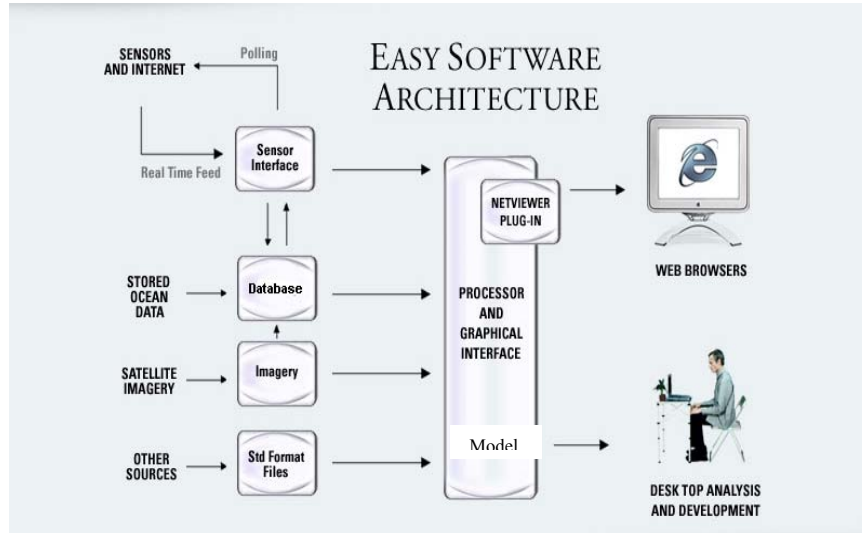 EASY SOFTWARE
ARCHITECTURE
SENSORS
AND INTERNET
Polling
Real Time Feed
Sensor
Interface
NETVIEWER
PLUG-IN
WEB BROWSERS
STORED
OCEAN
DATA
Database
PROCESSOR
AND
GRAPHICAL
INTERFACE
SATELLITE
IMAGERY
Imagery
Model
OTHER
SOURCES
Std Format
Files
DESK TOP ANALYSIS
AND DEVELOPMENT